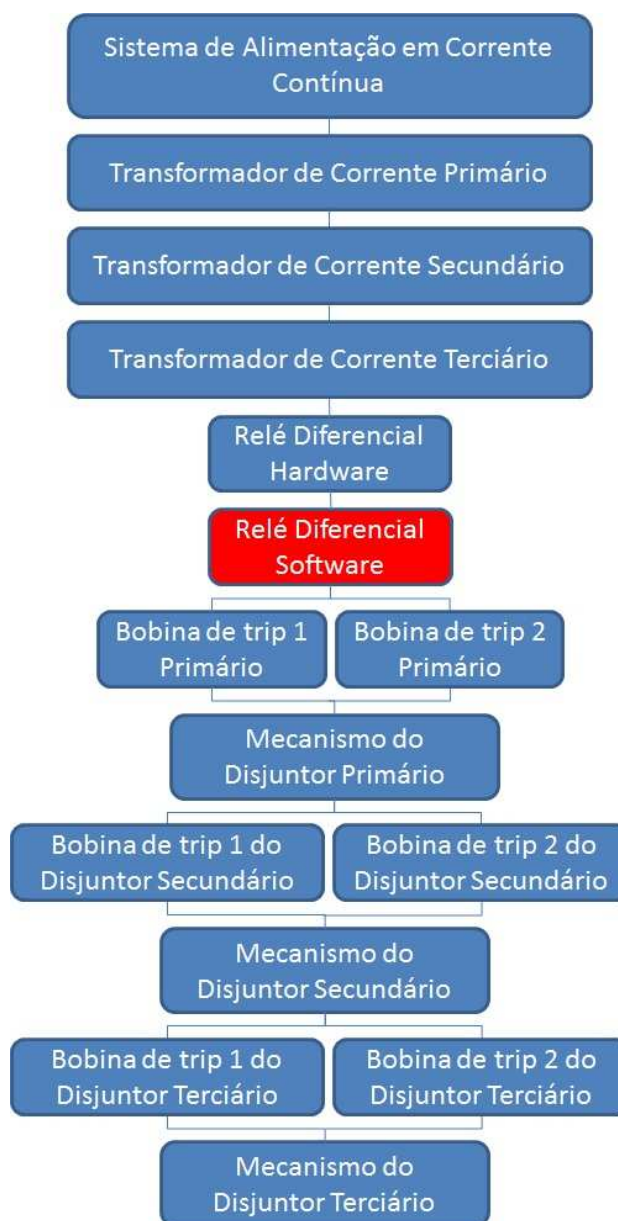 Sistema de Alimentação em Corrente
Contínua
Transformador de Corrente Primário
Transformador de Corrente Secundário
Transformador de Corrente Terciário
Relé Diferencial
Hardware
Relé Diferencial
Software
Bobina de trip 1
Primário
Bobina de trip 2
Primário
Mecanismo do
Disjuntor Primário
Bobina de trip 1 do
Disjuntor Secundário
Bobina de trip 2 do
Disjuntor Secundário
Mecanismo do
Disjuntor Secundário
Bobina de trip 1 do
Disjuntor Terciário
Bobina de trip 2 do
Disjuntor Terciário
Mecanismo do
Disjuntor Terciário